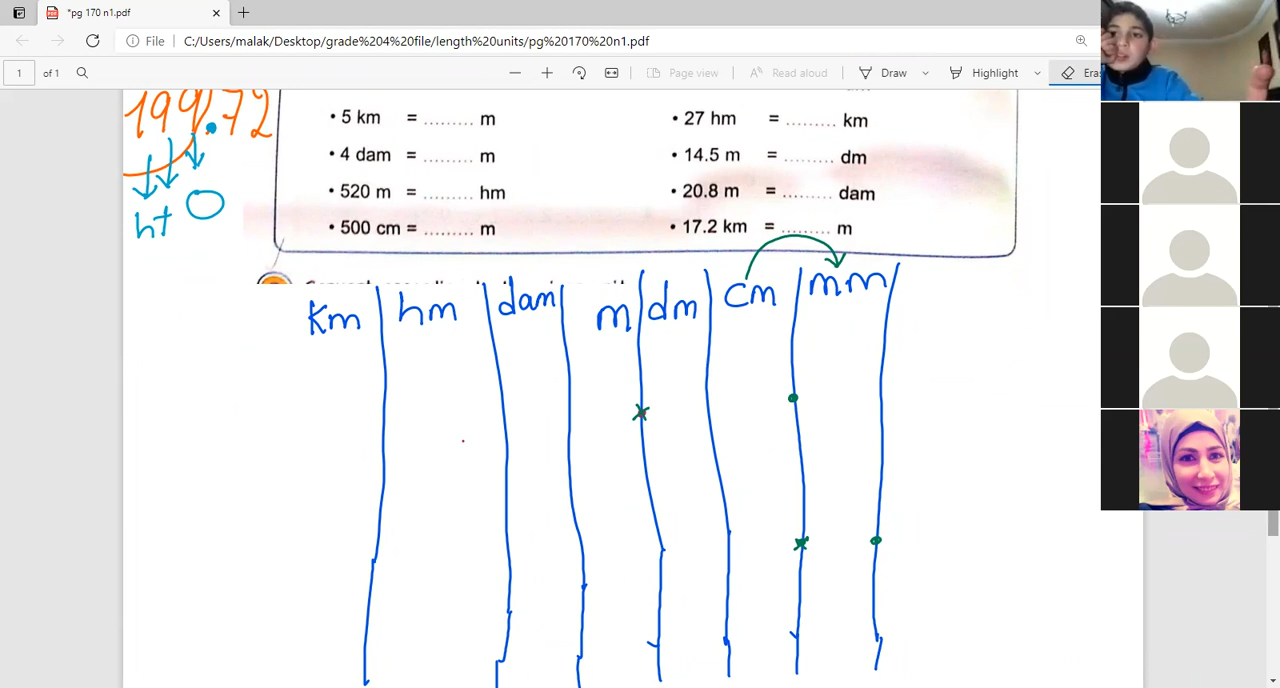 *pg 170 n1.pdf
File C:/Users/malak/Desktop/grade%204%20file/length%20units/pg%20170%20n1.pdf
1 of 1 Page view Read aloud Draw Highlight Era
199.72
ht
• 5 km = ......... m
• 4 dam = ......... m
• 520 m = ......... hm
• 500 cm = ......... m
• 27 hm = ......... km
• 14.5 m = ......... dm
• 20.8 m = ......... dam
• 17.2 km = ......... m
Km hm dam m dm cm mm